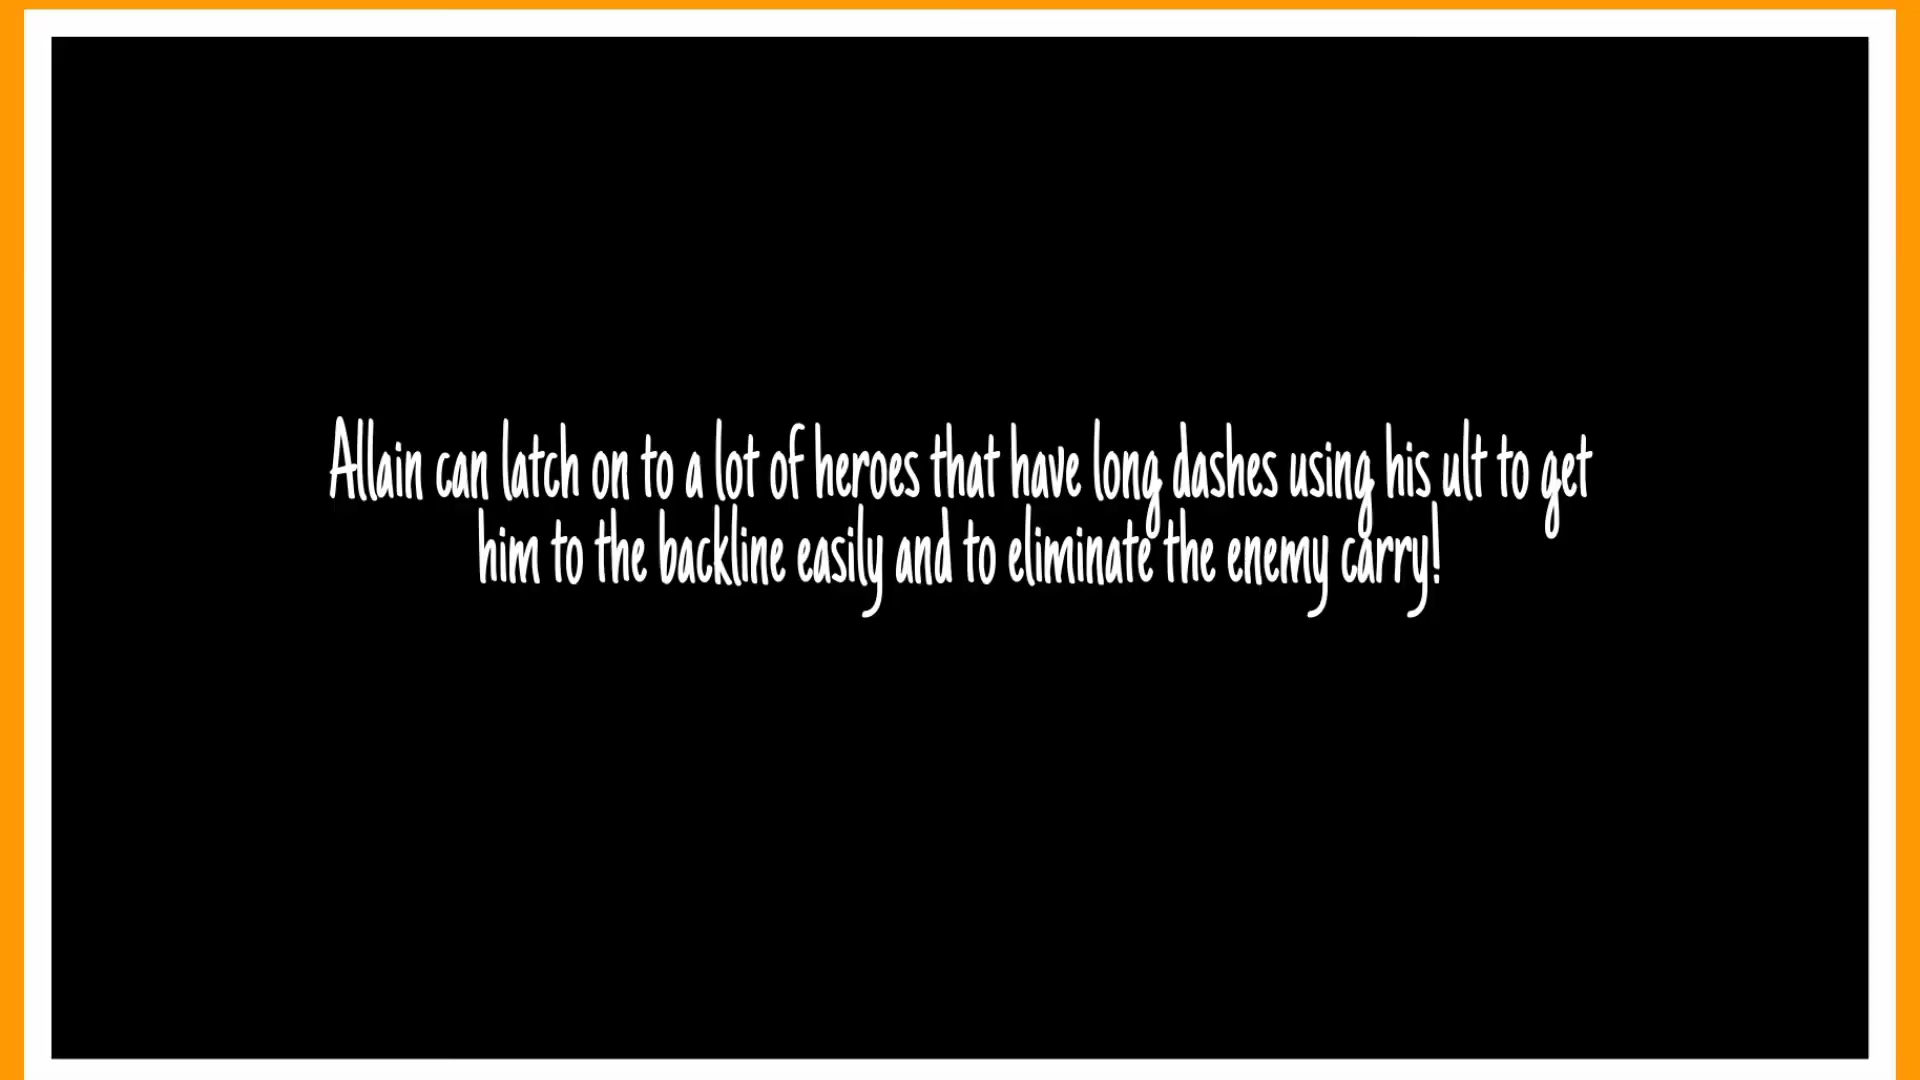 Allain can latch on to a lot of heroes that have long dashes using his ult to get
him to the backline easily and to eliminate the enemy carry!